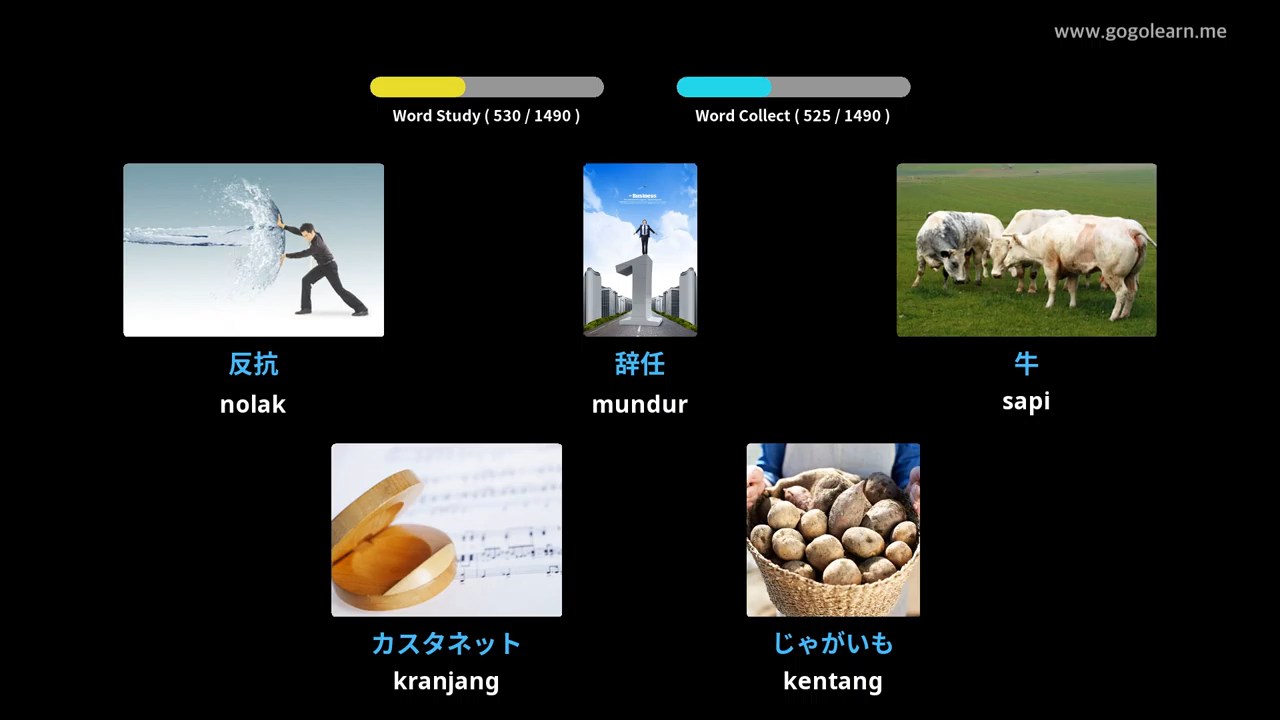 www.gogolearn.me
Word Study ( 530 / 1490 )
Word Collect ( 525 / 1490 )
Business
反抗
nolak
辞任
mundur
牛
sapi
カスタネット
kranjang
じゃがいも
kentang